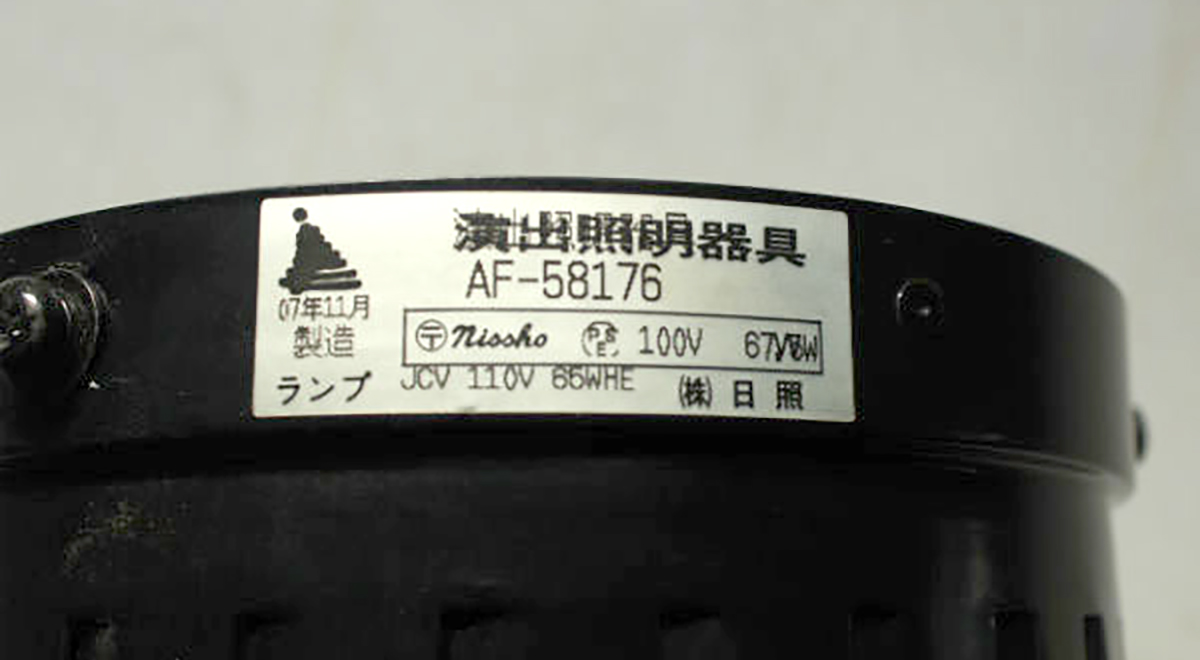 演出照明器具
AF-58176
07年11月
製造
〒 Nissho PSE 100V
ランプ JCV 110V 65WHE ㈱ 日 照